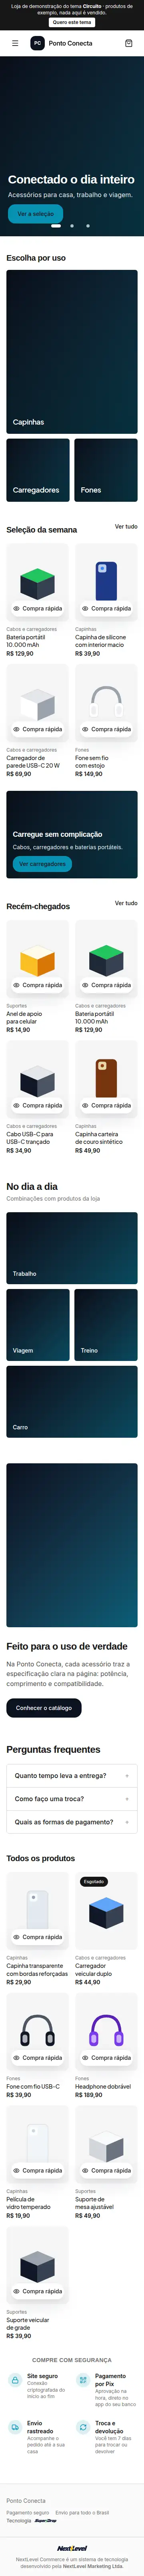 Loja de demonstração do tema Circuito · produtos de
exemplo, nada aqui é vendido.
Quero este tema
PC
Ponto Conecta
Conectado o dia inteiro
Acessórios para casa, trabalho e viagem.
Ver a seleção
Escolha por uso
Capinhas
Carregadores
Fones
Seleção da semana
Ver tudo
Compra rápida
Compra rápida
Cabos e carregadores
Bateria portátil
10.000 mAh
R$ 129,90
Capinhas
Capinha de silicone
com interior macio
R$ 39,90
Compra rápida
Compra rápida
Cabos e carregadores
Carregador de
parede USB-C 20 W
R$ 69,90
Fones
Fone sem fio
com estojo
R$ 149,90
Carregue sem complicação
Cabos, carregadores e baterias portáteis.
Ver carregadores
Recém-chegados
Ver tudo
Compra rápida
Compra rápida
Suportes
Anel de apoio
para celular
R$ 14,90
Cabos e carregadores
Bateria portátil
10.000 mAh
R$ 129,90
Compra rápida
Compra rápida
Cabos e carregadores
Cabo USB-C para
USB-C trançado
R$ 34,90
Capinhas
Capinha carteira
de couro sintético
R$ 49,90
No dia a dia
Combinações com produtos da loja
Trabalho
Viagem
Treino
Carro
Feito para o uso de verdade
Na Ponto Conecta, cada acessório traz a
especificação clara na página: potência,
comprimento e compatibilidade.
Conhecer o catálogo
Perguntas frequentes
Quanto tempo leva a entrega?
+
Como faço uma troca?
+
Quais as formas de pagamento?
+
Todos os produtos
Esgotado
Compra rápida
Capinhas
Capinha transparente
com bordas reforçadas
R$ 29,90
Cabos e carregadores
Carregador
veicular duplo
R$ 44,90
Compra rápida
Compra rápida
Fones
Fone com fio USB-C
R$ 39,90
Fones
Headphone dobrável
R$ 189,90
Compra rápida
Compra rápida
Capinhas
Película de
vidro temperado
R$ 19,90
Suportes
Suporte de
mesa ajustável
R$ 49,90
Compra rápida
Suportes
Suporte veicular
de grade
R$ 39,90
COMPRE COM SEGURANÇA
Site seguro
Conexão
criptografada do
início ao fim
Pagamento
por Pix
Aprovação na
hora, direto no
app do seu banco
Envio
rastreado
Acompanhe o
pedido até a sua
casa
Troca e
devolução
Você tem 7 dias
para trocar ou
devolver
Ponto Conecta
Pagamento seguro
Envio para todo o Brasil
Tecnologia
SuperDrop
NextLevel
NextLevel Commerce é um sistema de tecnologia
desenvolvido pela NextLevel Marketing Ltda.